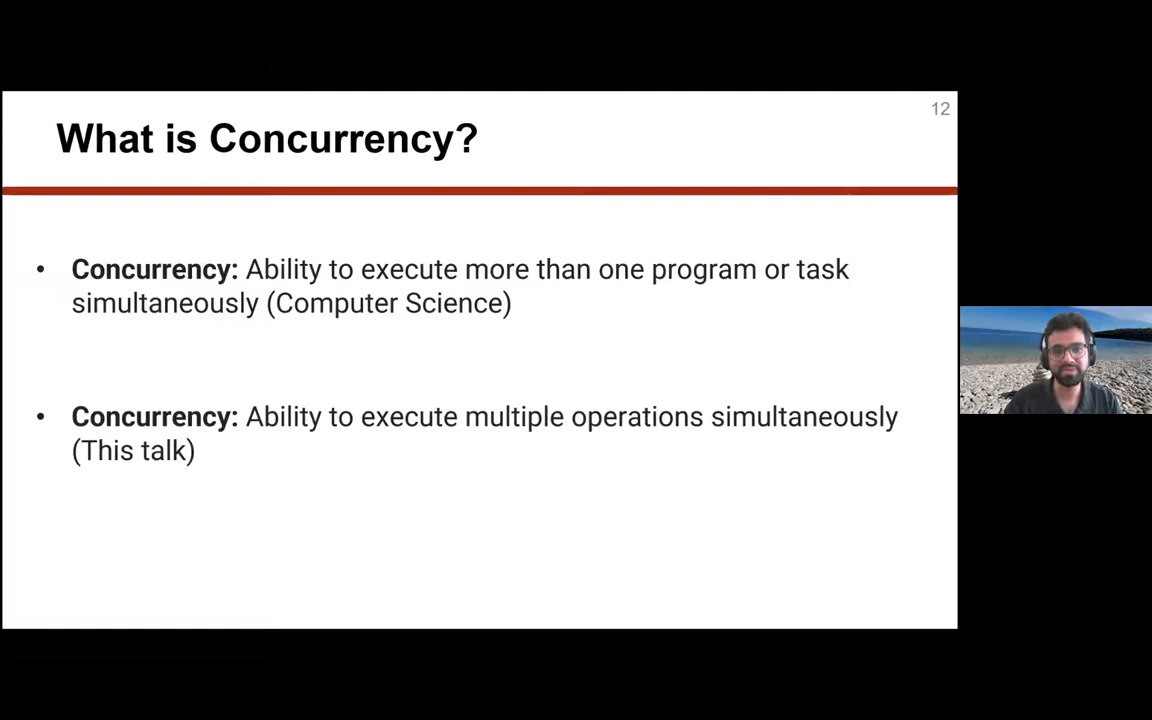 12
What is Concurrency?
• Concurrency: Ability to execute more than one program or task
simultaneously (Computer Science)
• Concurrency: Ability to execute multiple operations simultaneously
(This talk)